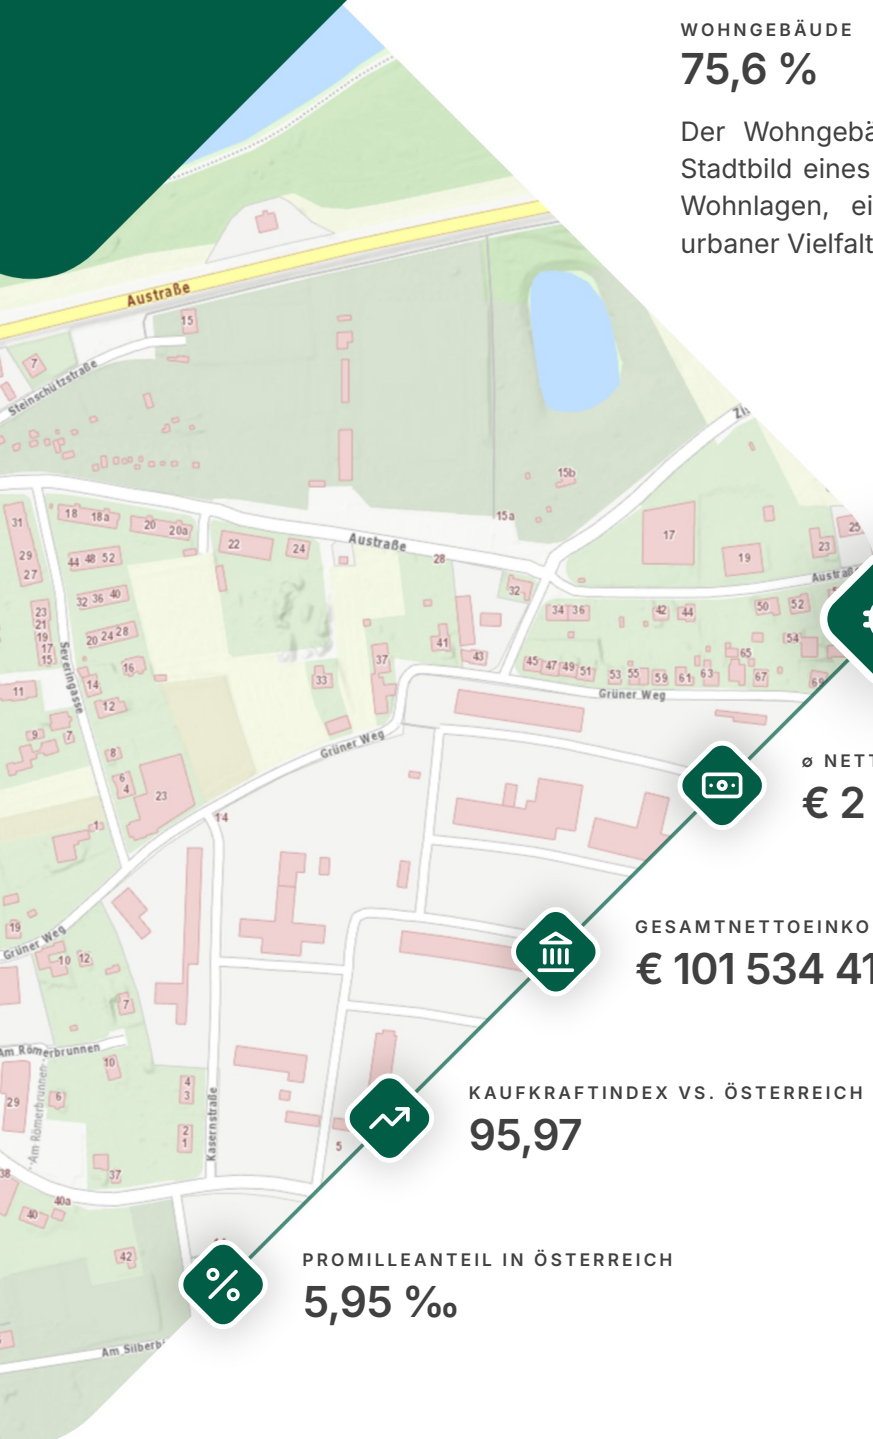 WOHNGEBÄUDE
75,6 %
Der Wohngebä
Stadtbild eines
Wohnlagen, ei
urbaner Vielfalt
Austraße
15
7
Steinschützstraße
15b
15a
18 18a 20 20a
31
29
27
22 24
Austraße
28
17
19
23
25
Austraße
44 48 52
32 36 40
20 24 28
23
21
19
17
15
Severingasse
16
14
12
11
9 7
8
6
4
23
13
32
34 36
42 44
50 52
54
41
43
37
33
45 47 49 51 53 55 59 61 63 65 67 69
Grüner Weg
Grüner Weg
14
ø NETT
€ 2
GESAMTNETTOEINKO
€ 101 534 41
19
Grüner Weg
10 12
7
Am Römerbrunnen
10
29
6
Am Römerbrunnen
4
3
2
1
Kasernstraße
5
KAUFKRAFTINDEX VS. ÖSTERREICH
95,97
38
37
40a
40
42
PROMILLEANTEIL IN ÖSTERREICH
5,95 ‰
Am Silberb